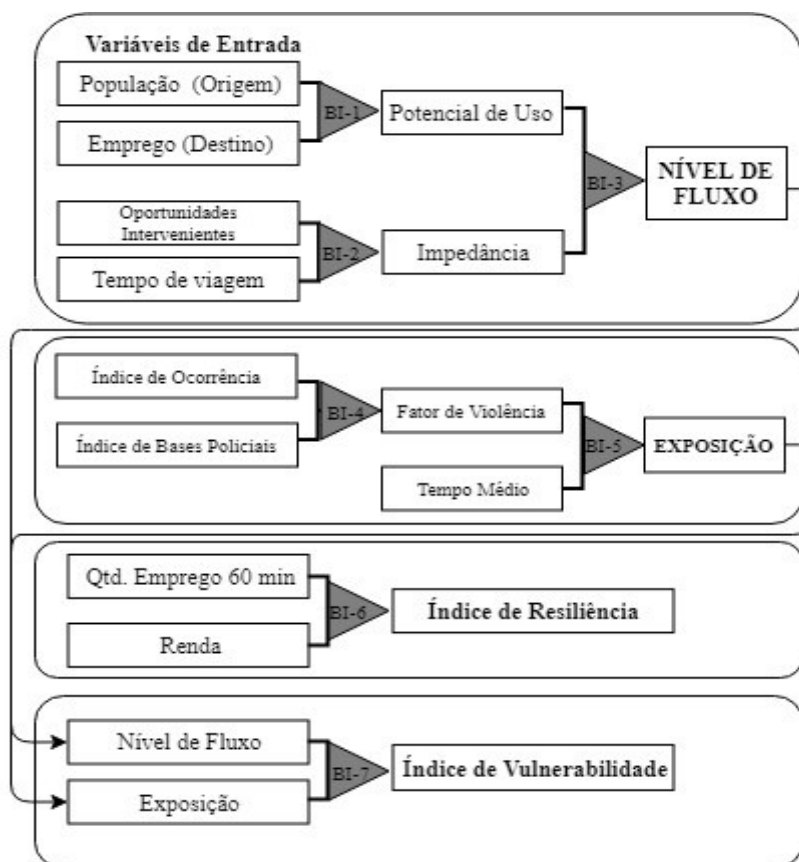 Variáveis de Entrada
População (Origem)
BI-1
Emprego (Destino)
Potencial de Uso
Oportunidades
Intervenientes
BI-2
Tempo de viagem
Impedância
BI-3
NÍVEL DE
FLUXO
Índice de Ocorrência
BI-4
Índice de Bases Policiais
Fator de Violência
BI-5
Tempo Médio
EXPOSIÇÃO
Qtd. Emprego 60 min
BI-6
Renda
Índice de Resiliência
Nível de Fluxo
BI-7
Exposição
Índice de Vulnerabilidade